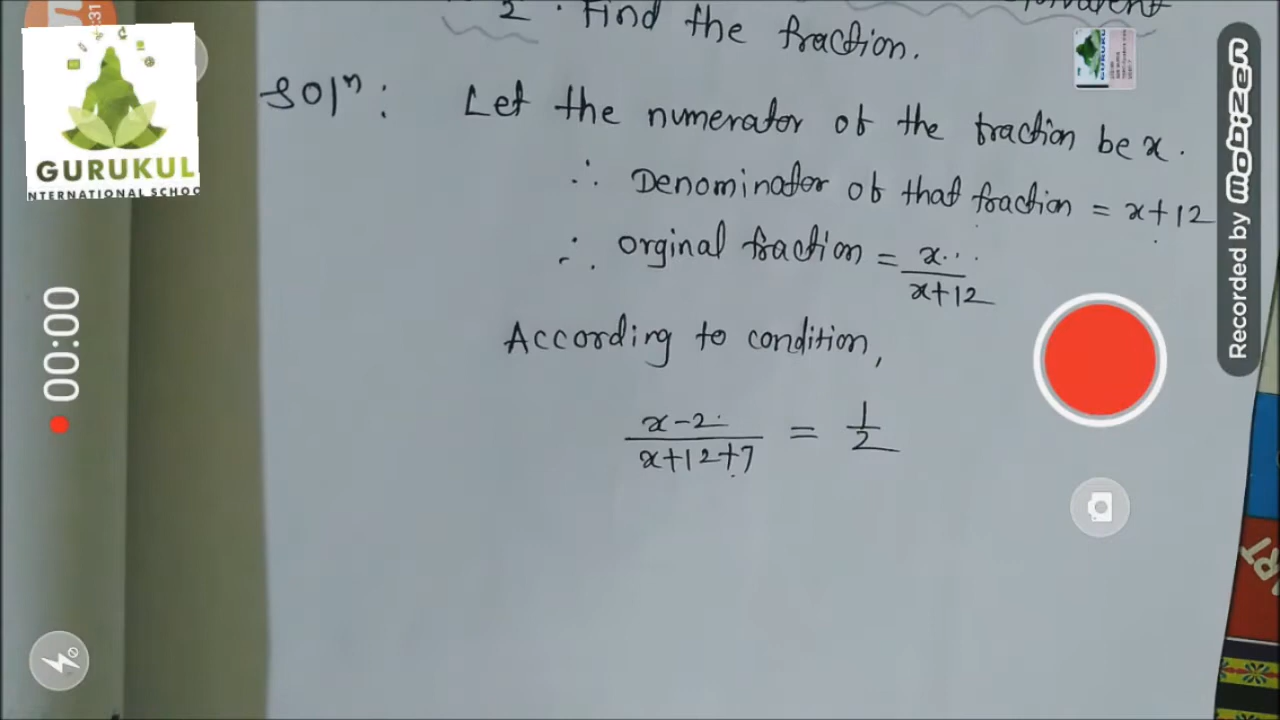 2. Find the fraction.
Solⁿ: Let the numerator of the fraction be x.
∴ Denominator of that fraction = x+12
∴ orginal fraction = x/x+12
According to condition,
x-2/x+12+7 = 1/2
GURUKUL
NTERNATIONAL SCHOO
00:00
:31
Recorded by mobizen